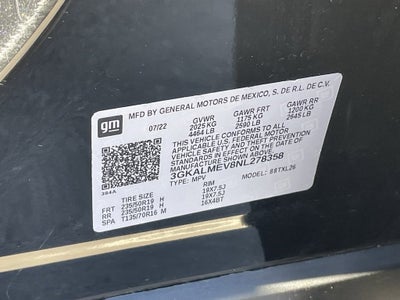 gm
MFD BY GENERAL MOTORS DE MEXICO, S. DE R.L. DE C.V.
07/22 GVWR GAWR FRT GAWR RR
2025 KG 1175 KG 1200 KG
4464 LB 2590 LB 2645 LB
THIS VEHICLE CONFORMS TO ALL
APPLICABLE U.S. FEDERAL MOTOR
VEHICLE SAFETY AND THEFT PREVENTION
STANDARDS IN EFFECT ON THE DATE OF
MANUFACTURE SHOWN ABOVE.
3GKALMEV8NL278358
TYPE: MPV MODEL: 88TXL26
384A
TIRE SIZE RIM
FRT 235/50R19 H 19X7.5J
RR 235/50R19 H 19X7.5J
SPA T135/70R16 M 16X4BT